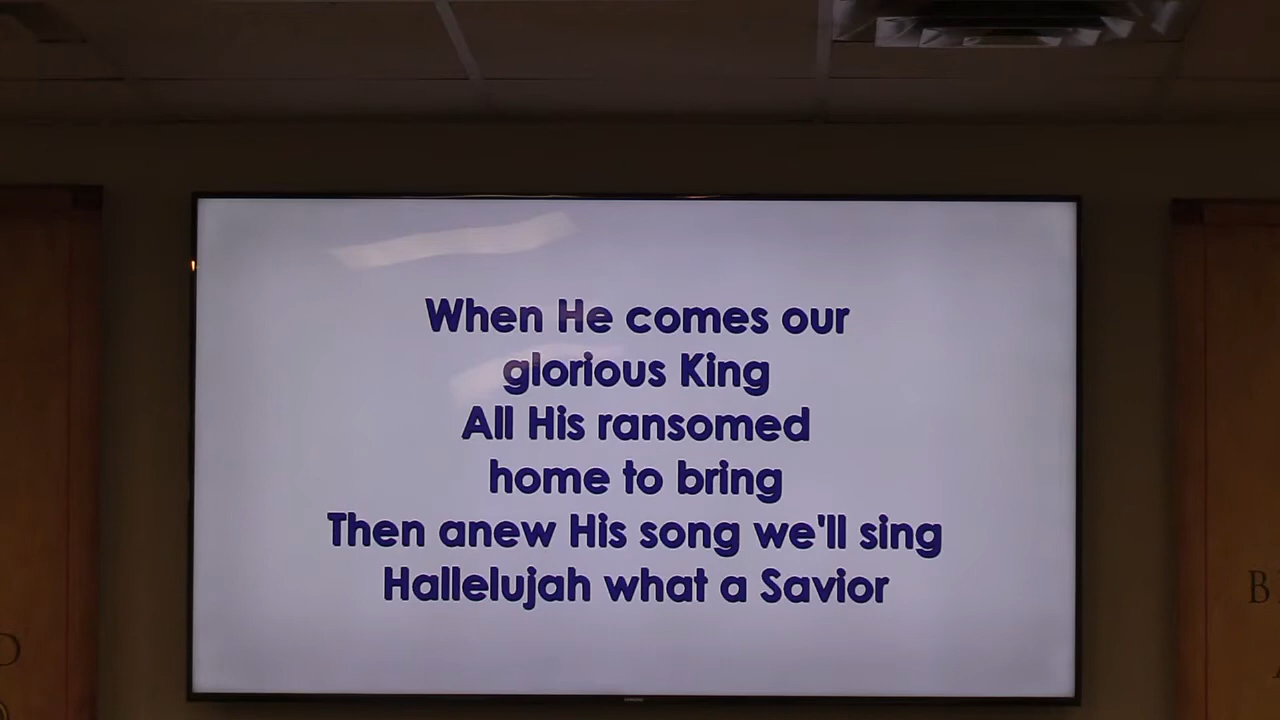 When He comes our
glorious King
All His ransomed
home to bring
Then anew His song we'll sing
Hallelujah what a Savior
B